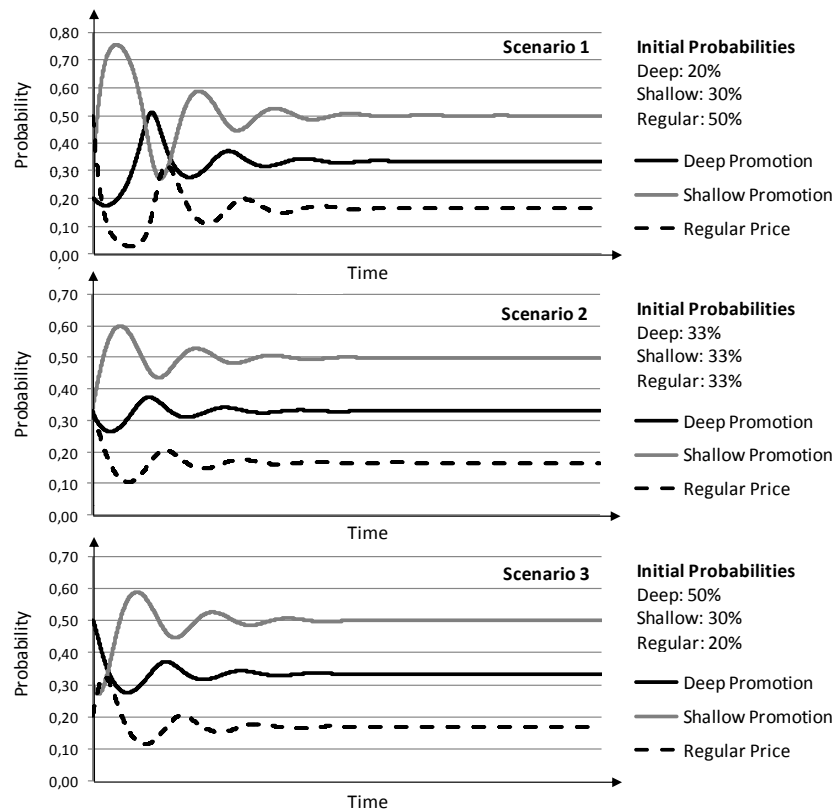 0,80
0,70
0,60
0,50
0,40
0,30
0,20
0,10
0,00
Probability
Time
Scenario 1
Initial Probabilities
Deep: 20%
Shallow: 30%
Regular: 50%
Deep Promotion
Shallow Promotion
Regular Price
0,70
0,60
0,50
0,40
0,30
0,20
0,10
0,00
Probability
Time
Scenario 2
Initial Probabilities
Deep: 33%
Shallow: 33%
Regular: 33%
Deep Promotion
Shallow Promotion
Regular Price
0,70
0,60
0,50
0,40
0,30
0,20
0,10
0,00
Probability
Time
Scenario 3
Initial Probabilities
Deep: 50%
Shallow: 30%
Regular: 20%
Deep Promotion
Shallow Promotion
Regular Price